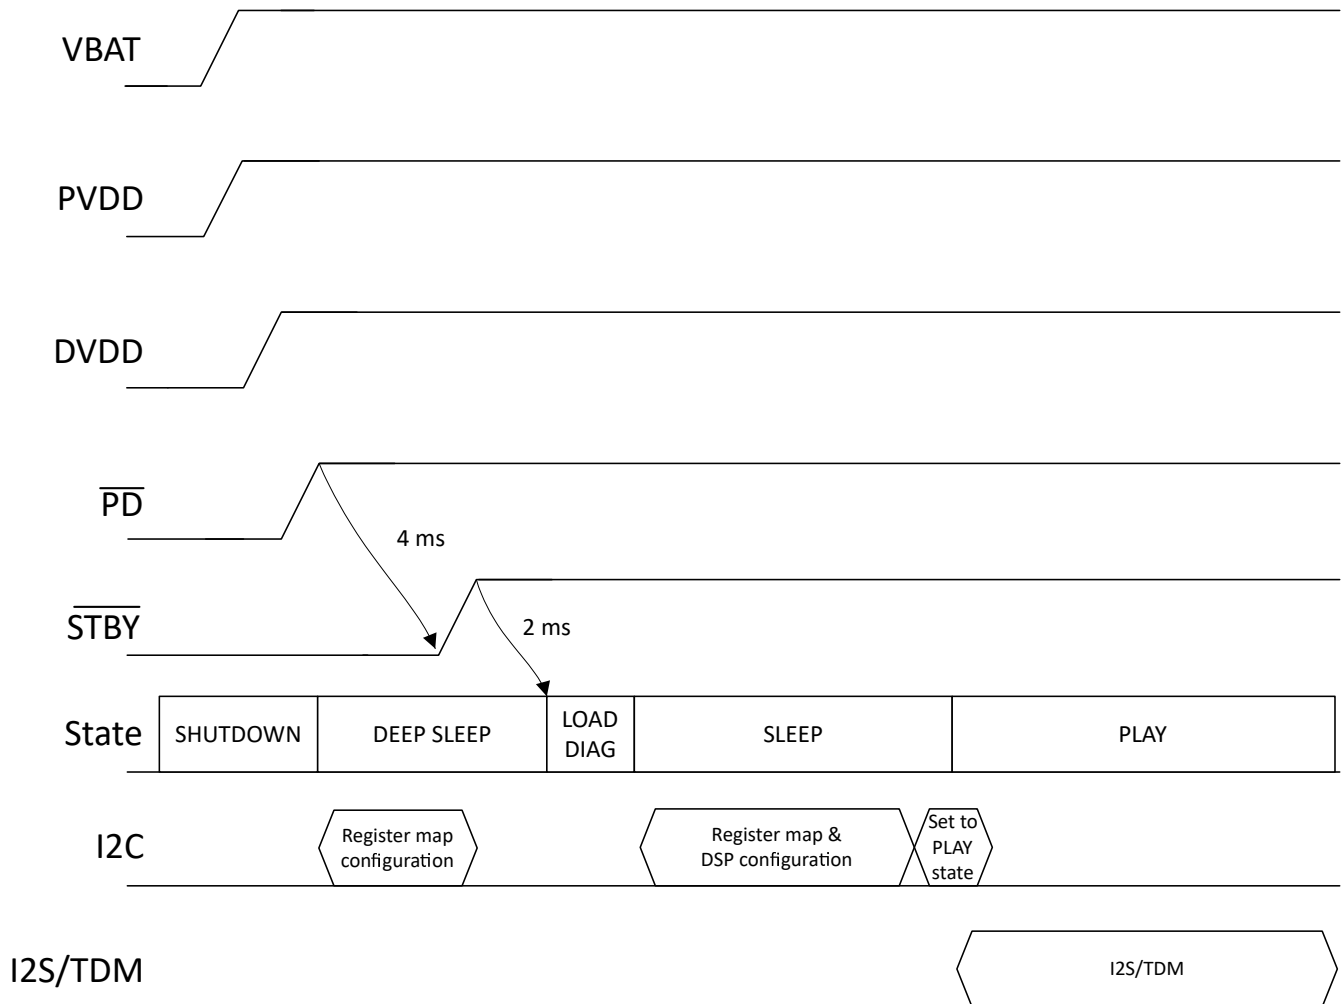 VBAT
PVDD
DVDD
PD
4 ms
STBY
2 ms
State
SHUTDOWN
DEEP SLEEP
LOAD
DIAG
SLEEP
PLAY
I2C
Register map
configuration
Register map &
DSP configuration
Set to
PLAY
state
I2S/TDM
I2S/TDM